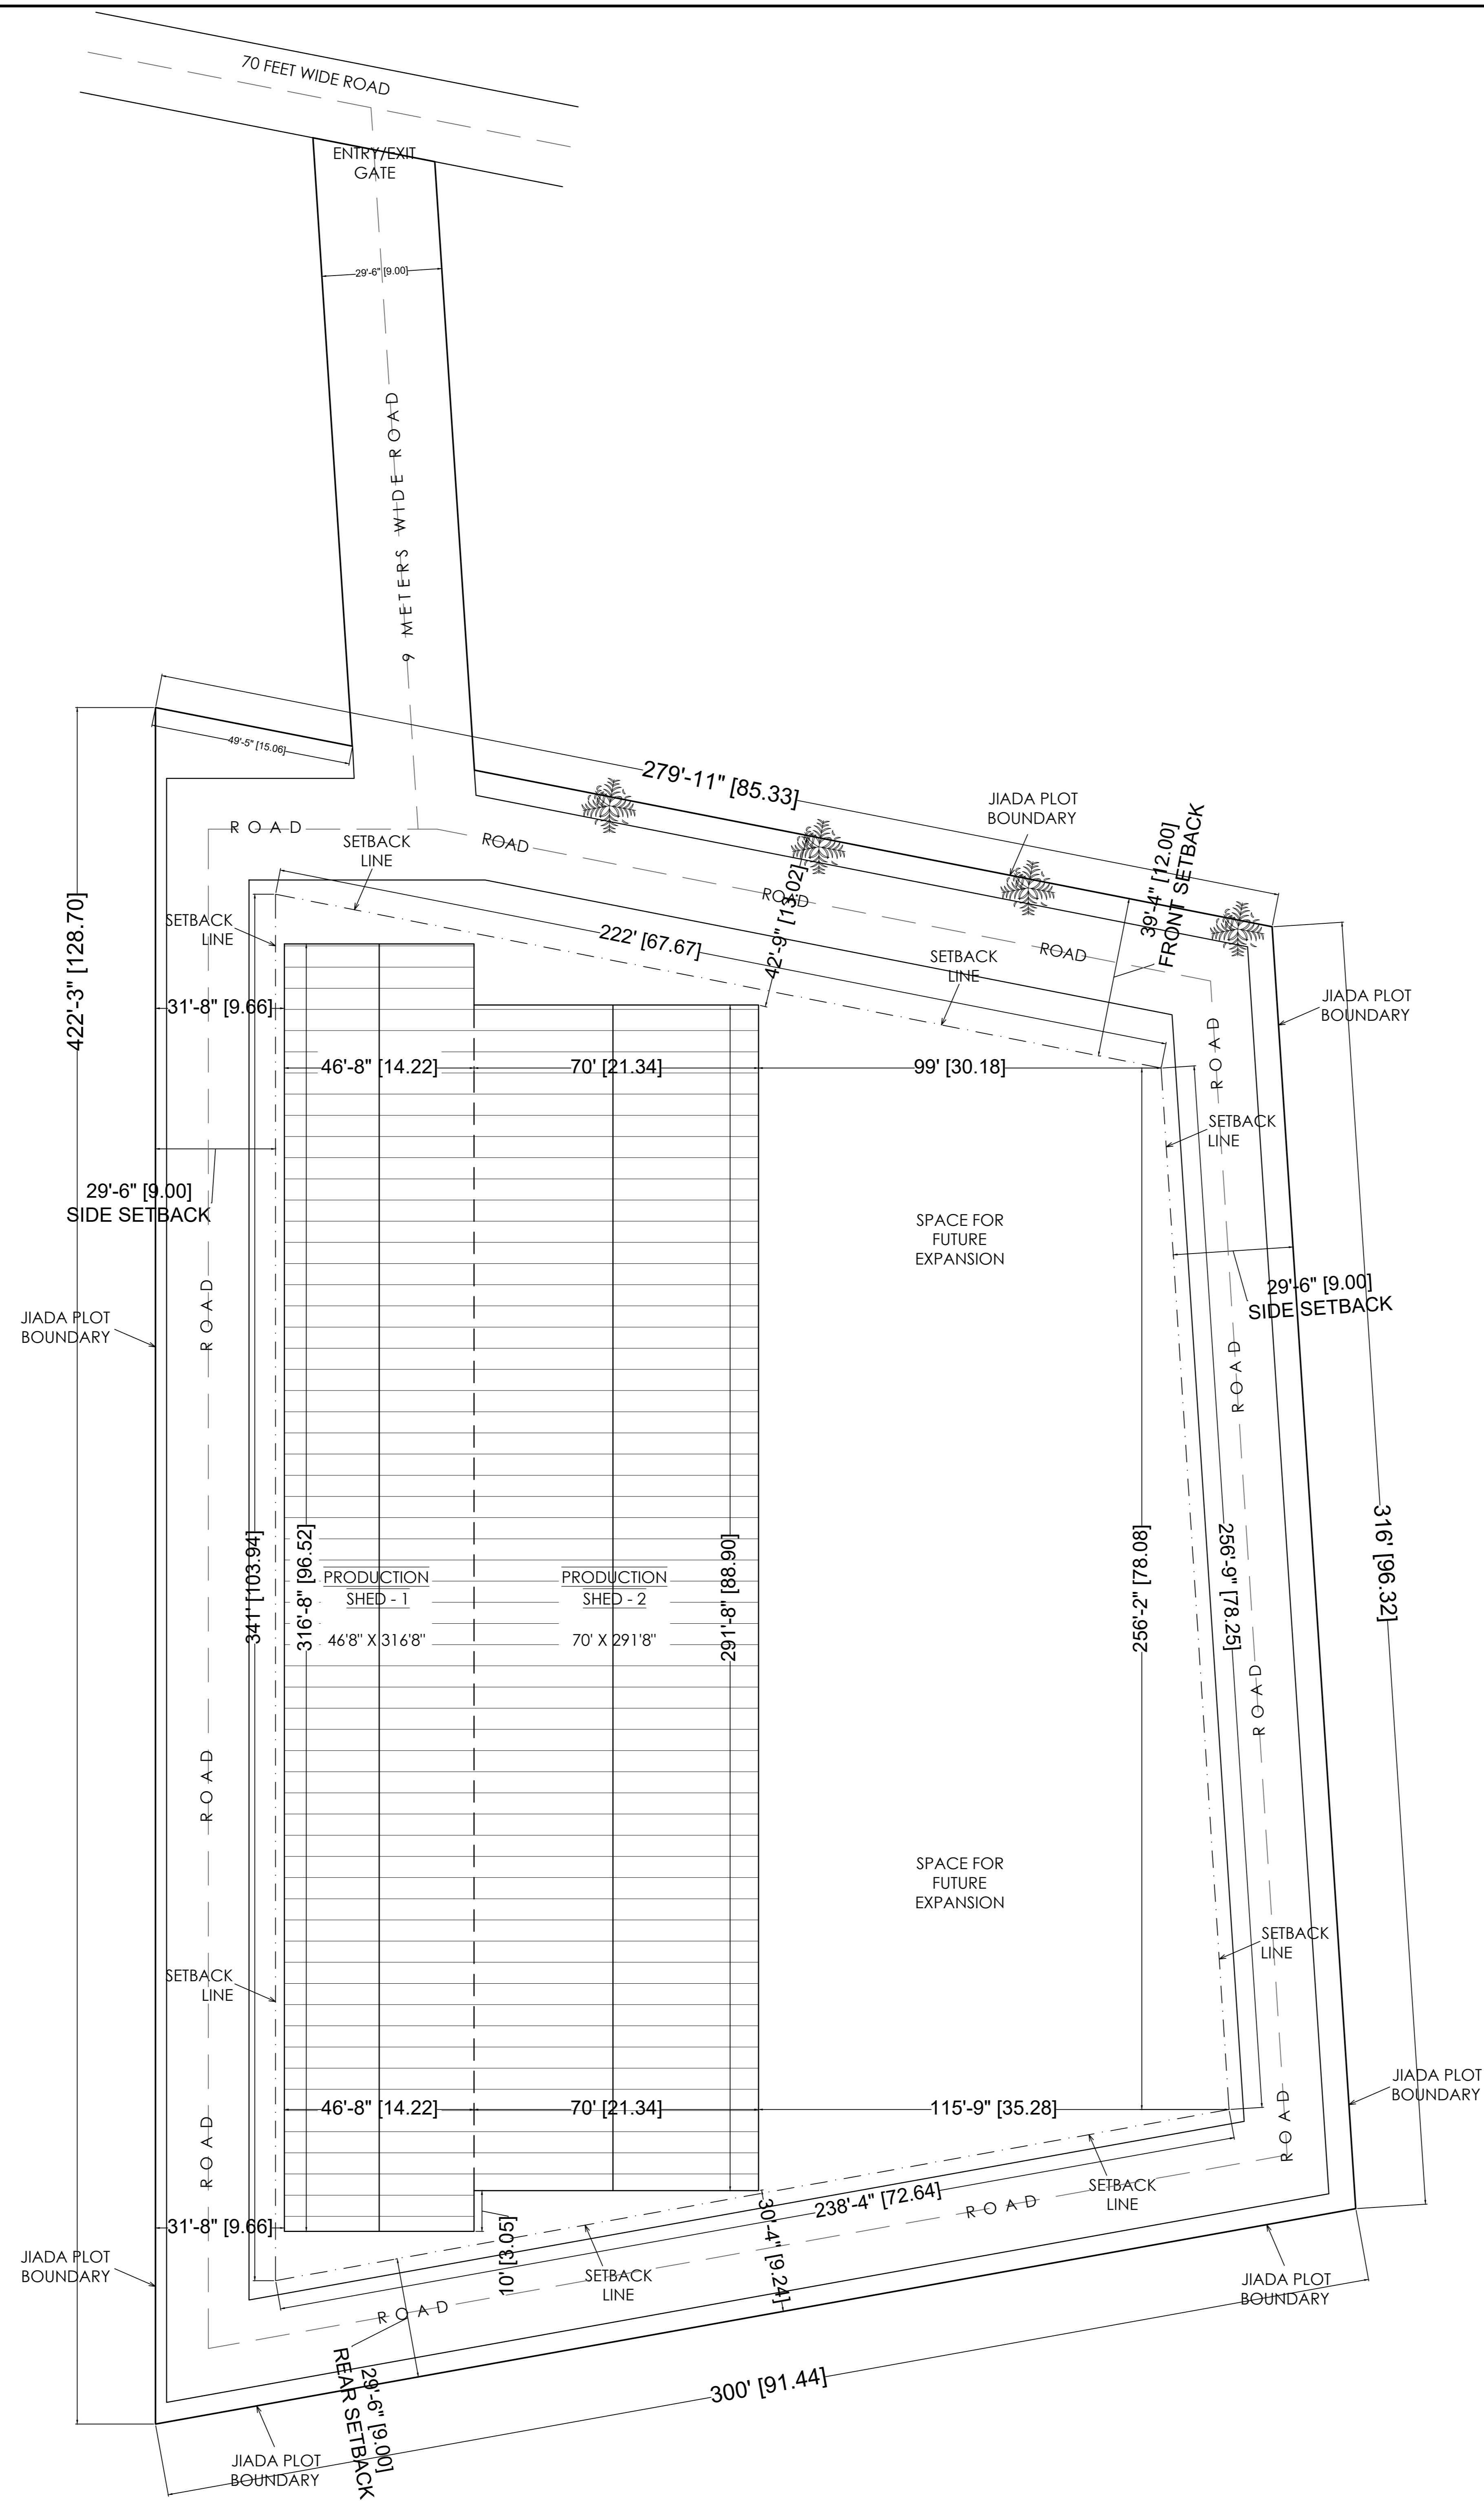 70 FEET WIDE ROAD
ENTRY/EXIT
GATE
29'-6" [9.00]
9 METERS WIDE ROAD
49'-5" [15.06]
279'-11" [85.33]
JIADA PLOT
BOUNDARY
39'-4" [12.00]
FRONT SETBACK
ROAD
SETBACK
LINE
ROAD
ROAD
ROAD
42'-9" [13.02]
422'-3" [128.70]
SETBACK
LINE
222' [67.67]
SETBACK
LINE
JIADA PLOT
BOUNDARY
31'-8" [9.66]
ROAD
46'-8" [14.22]
70' [21.34]
99' [30.18]
SETBACK
LINE
29'-6" [9.00]
SIDE SETBACK
SPACE FOR
FUTURE
EXPANSION
29'-6" [9.00]
SIDE SETBACK
JIADA PLOT
BOUNDARY
ROAD
ROAD
341' [103.94]
316'-8" [96.52]
PRODUCTION
SHED - 1
46'8" X 316'8"
PRODUCTION
SHED - 2
70' X 291'8"
291'-8" [88.90]
256'-2" [78.08]
256'-9" [78.25]
316' [96.32]
ROAD
ROAD
SPACE FOR
FUTURE
EXPANSION
SETBACK
LINE
SETBACK
LINE
JIADA PLOT
BOUNDARY
46'-8" [14.22]
70' [21.34]
115'-9" [35.28]
ROAD
ROAD
SETBACK
LINE
238'-4" [72.64]
ROAD
31'-8" [9.66]
10' [3.05]
30'-4" [9.24]
JIADA PLOT
BOUNDARY
SETBACK
LINE
JIADA PLOT
BOUNDARY
ROAD
29'-6" [9.00]
REAR SETBACK
300' [91.44]
JIADA PLOT
BOUNDARY